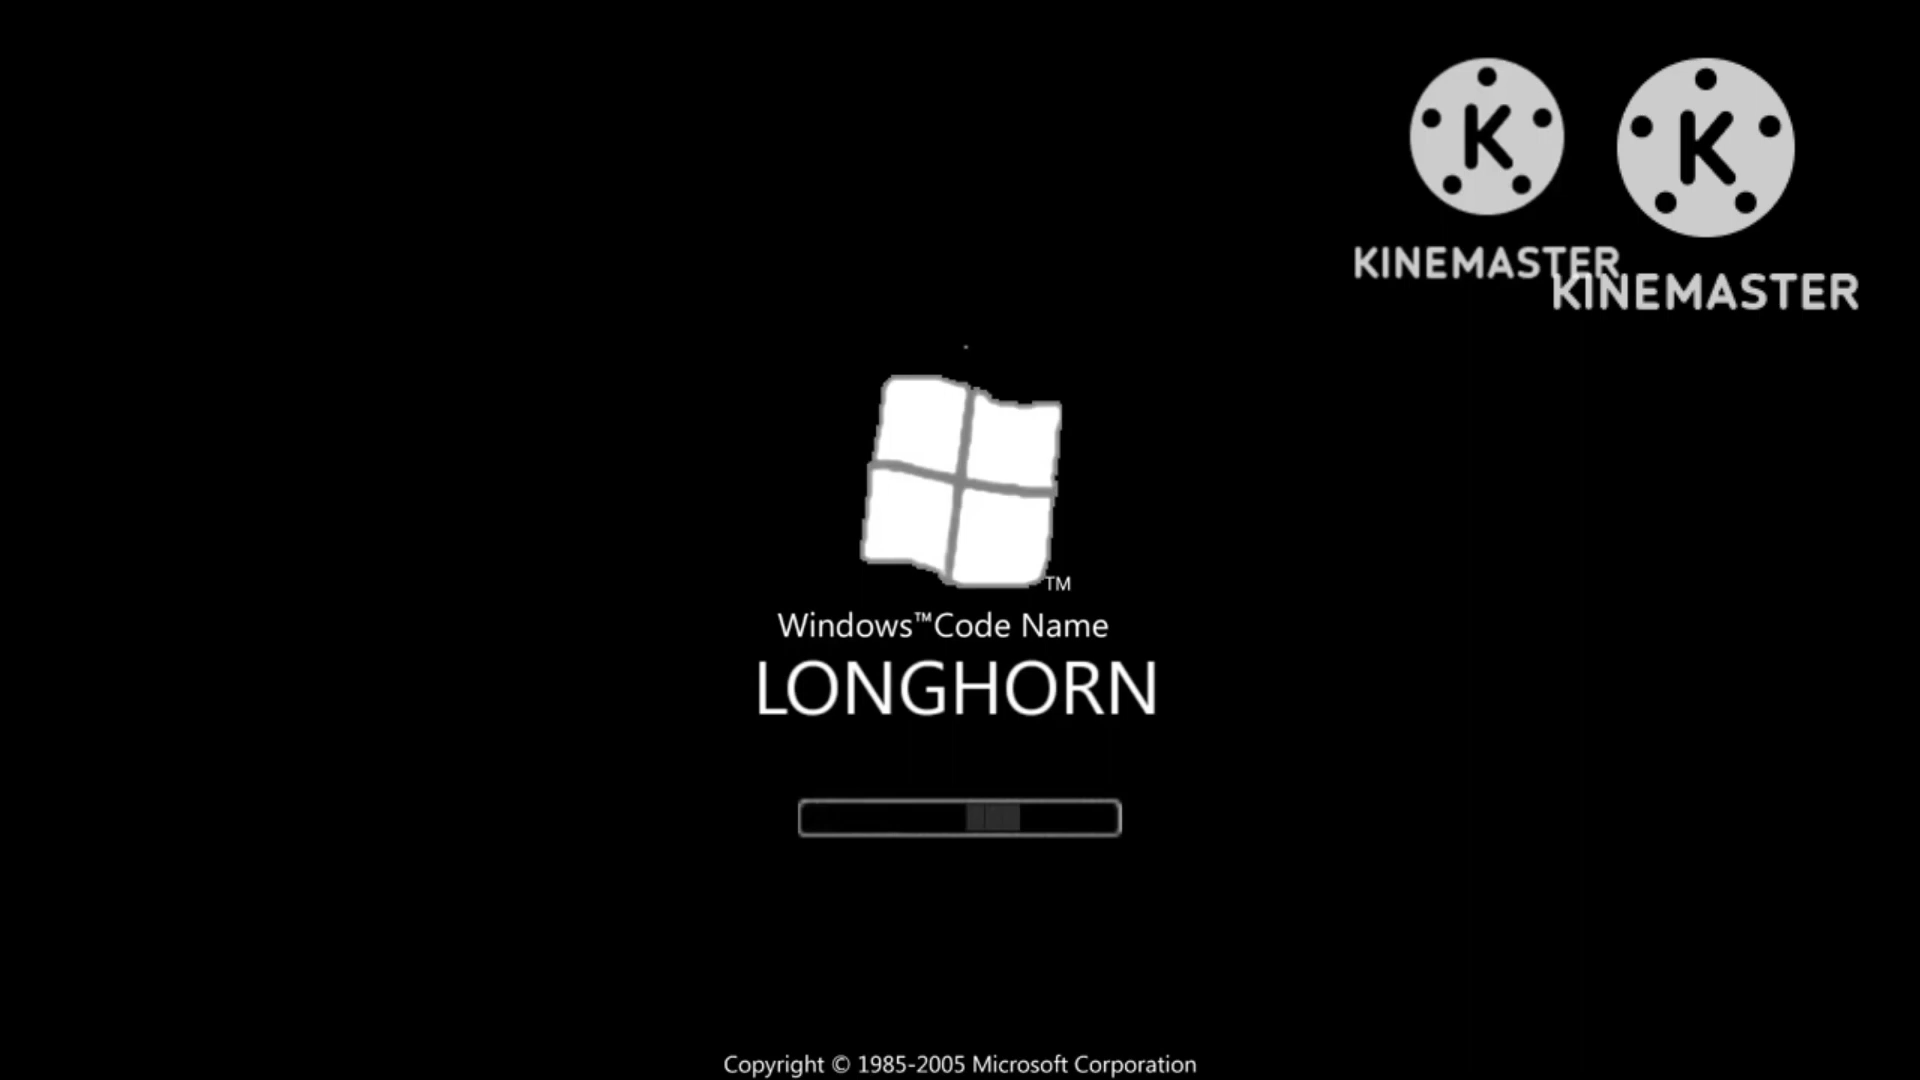 K
K
KINEMASTER
KINEMASTER
TM
Windows™Code Name
LONGHORN
Copyright © 1985-2005 Microsoft Corporation